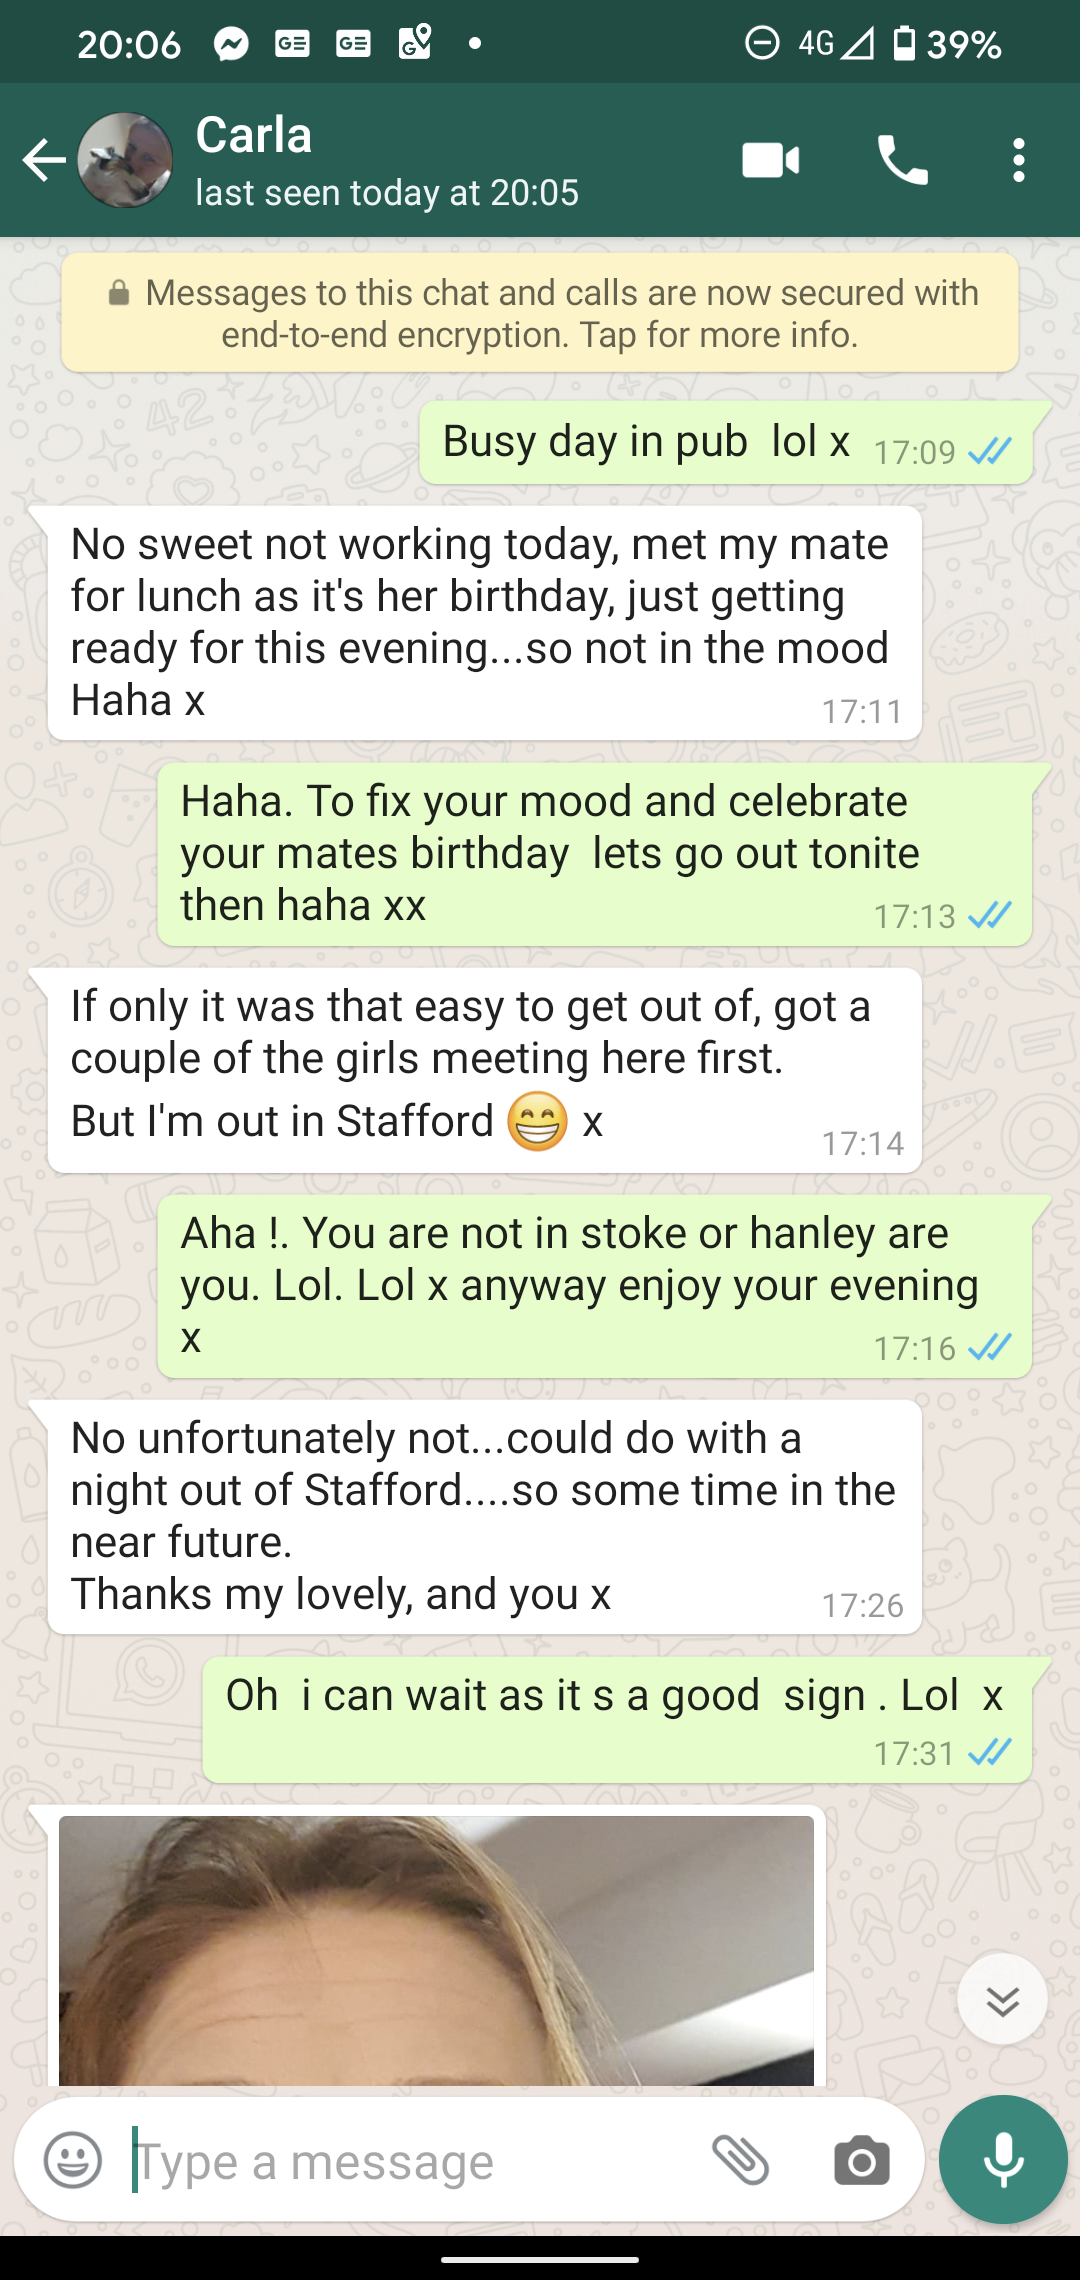 20:06 GE GE G 4G 39%
Carla
last seen today at 20:05
Messages to this chat and calls are now secured with
end-to-end encryption. Tap for more info.
Busy day in pub  lol x 17:09
No sweet not working today, met my mate
for lunch as it's her birthday, just getting
ready for this evening...so not in the mood
Haha x 17:11
Haha. To fix your mood and celebrate
your mates birthday  lets go out tonite
then haha xx 17:13
If only it was that easy to get out of, got a
couple of the girls meeting here first.
But I'm out in Stafford 😁 x 17:14
Aha !. You are not in stoke or hanley are
you. Lol. Lol x anyway enjoy your evening
x 17:16
No unfortunately not...could do with a
night out of Stafford....so some time in the
near future.
Thanks my lovely, and you x 17:26
Oh  i can wait as it s a good  sign . Lol  x
17:31
Type a message